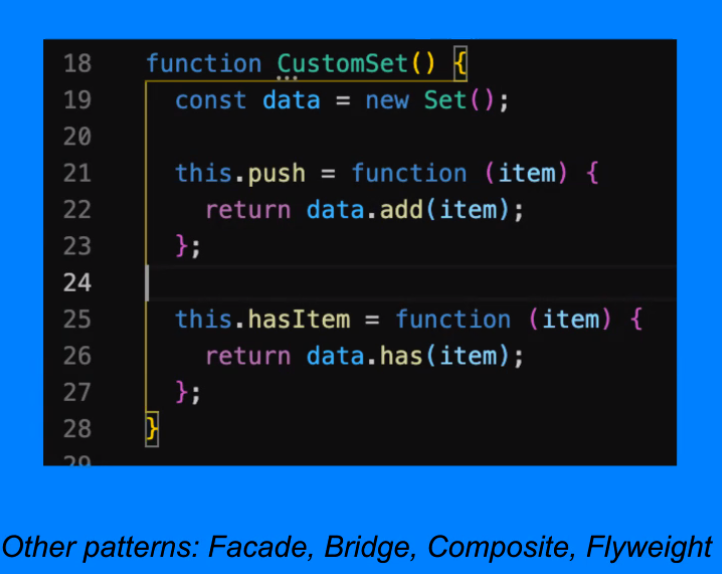 18 function CustomSet() {
19 const data = new Set();
20
21 this.push = function (item) {
22 return data.add(item);
23 };
24
25 this.hasItem = function (item) {
26 return data.has(item);
27 };
28 }
29
Other patterns: Facade, Bridge, Composite, Flyweight